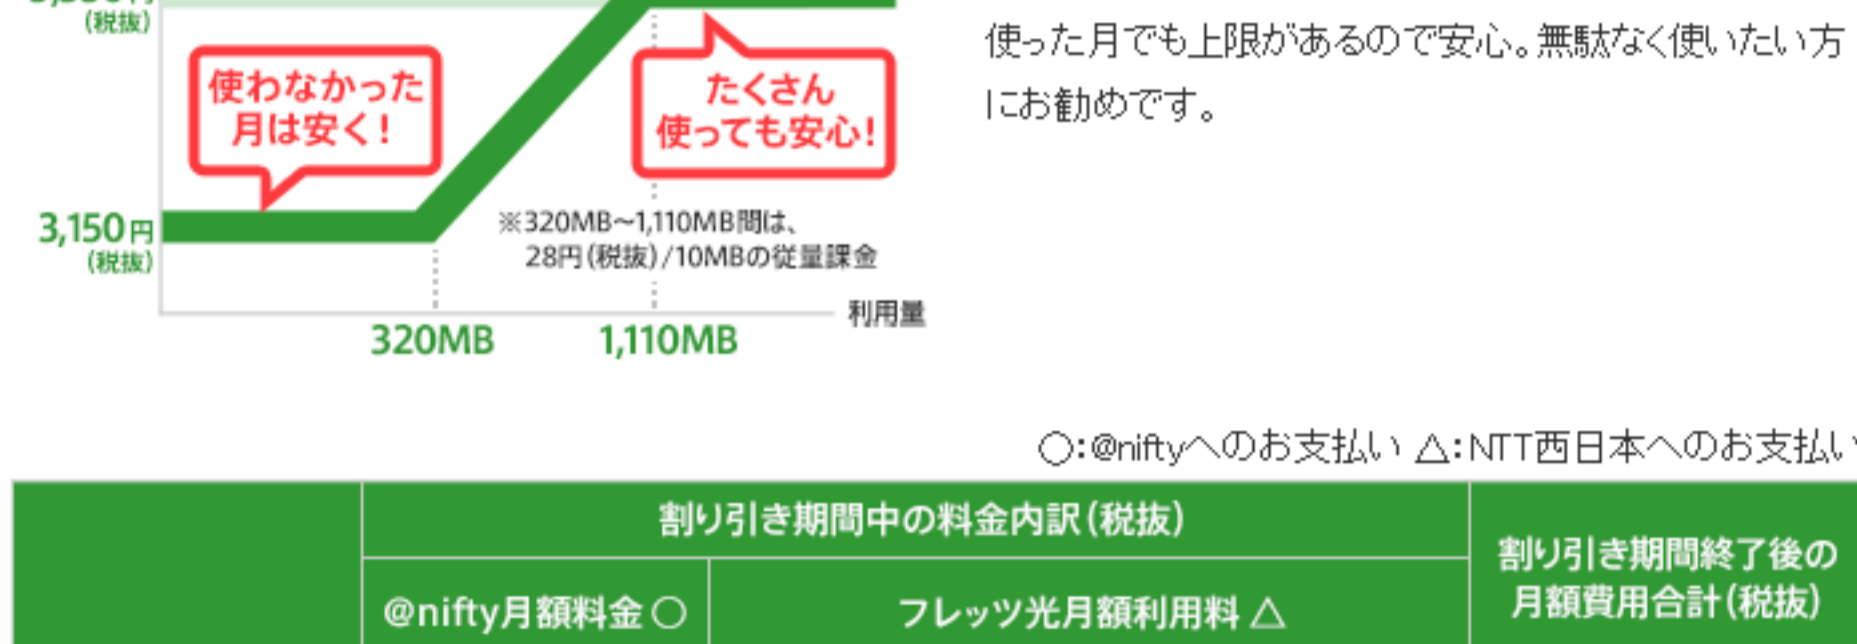 (税抜)
使わなかった
月は安く!
たくさん
使っても安心!
使った月でも上限があるので安心。無駄なく使いたい方
にお勧めです。
3,150円
(税抜)
※320MB~1,110MB間は、
28円(税抜)/10MBの従量課金
利用量
320MB
1,110MB
○:@niftyへのお支払い △:NTT西日本へのお支払い
割り引き期間中の料金内訳(税抜)
割り引き期間終了後の
月額費用合計(税抜)
@nifty月額料金 ○
フレッツ光月額利用料 △